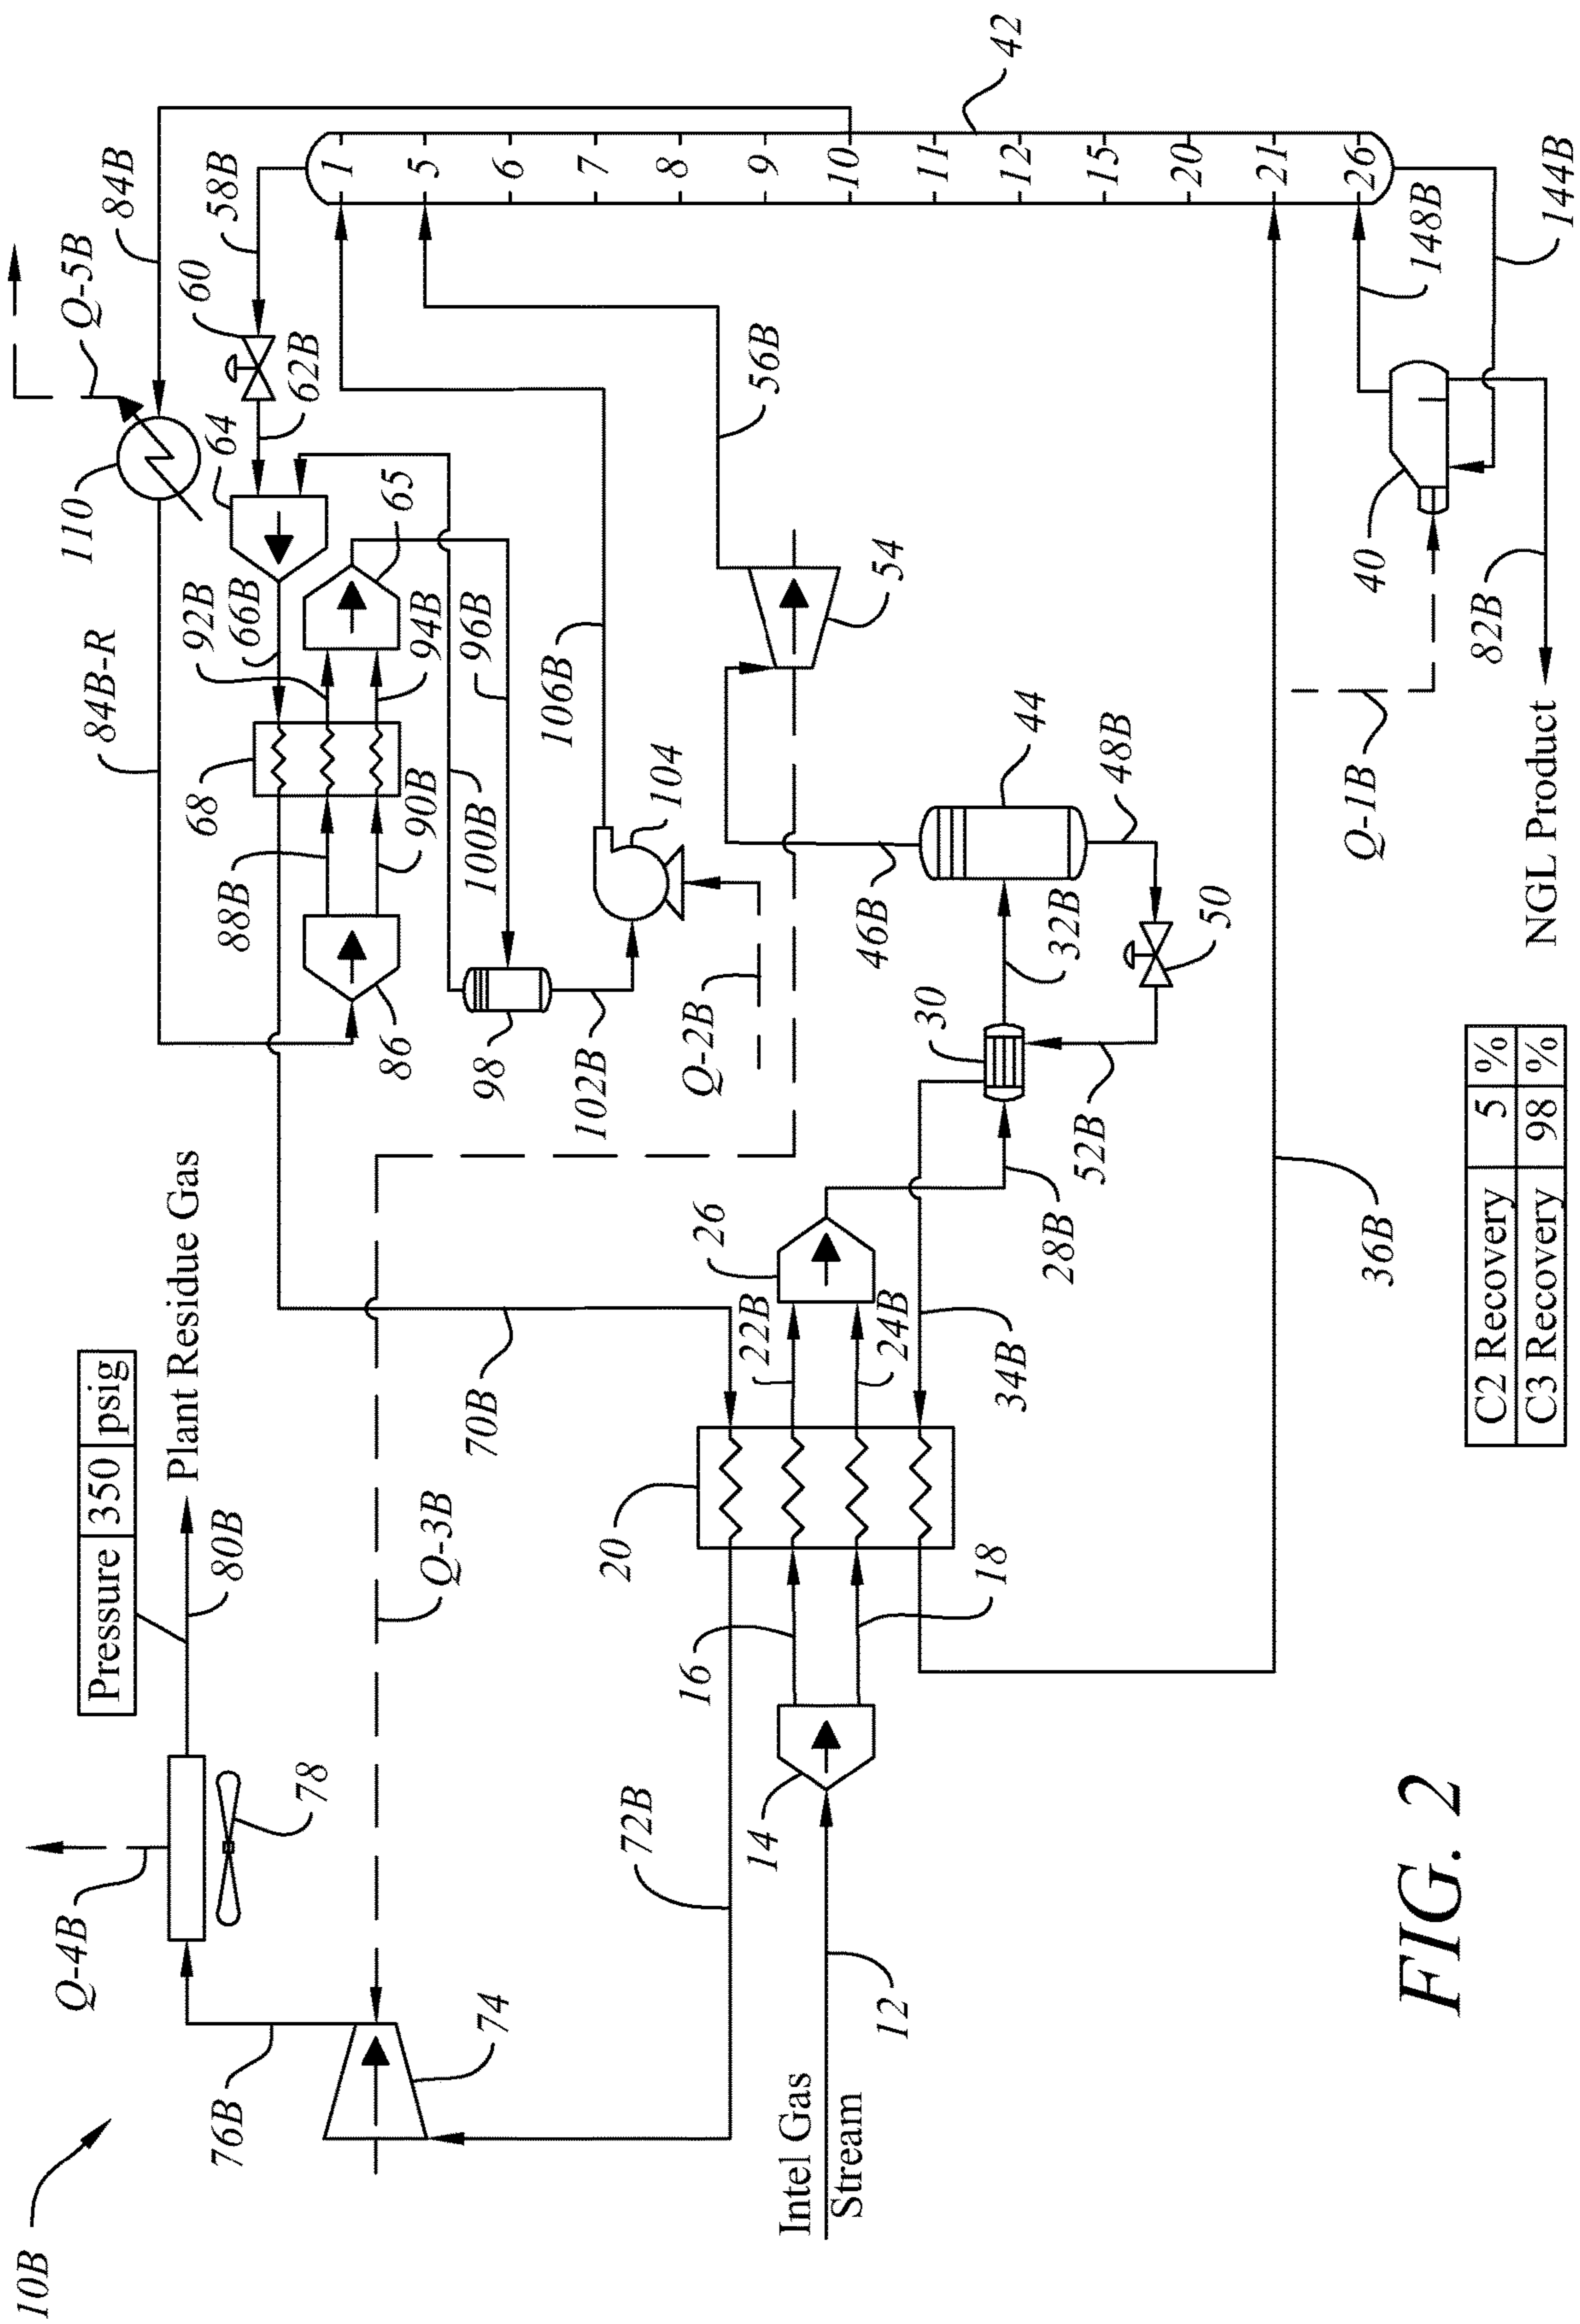 10B
Q-4B
76B
78
74
Pressure 350 psig
80B
Plant Residue Gas
Q-3B
70B
72B
Intel Gas
Stream
12
14
16
18
20
22B
24B
26
28B
30
32B
34B
36B
44
46B
48B
50
52B
54
56B
84B-R
110
Q-5B
84B
58B
60
62B
64
66B
92B
65
94B
96B
68
88B
90B
86
100B
98
102B
104
106B
Q-2B
42
1
5
6
7
8
9
10
11
12
15
20
21
26
148B
144B
40
82B
Q-1B
NGL Product
C2 Recovery 5 %
C3 Recovery 98 %
FIG. 2